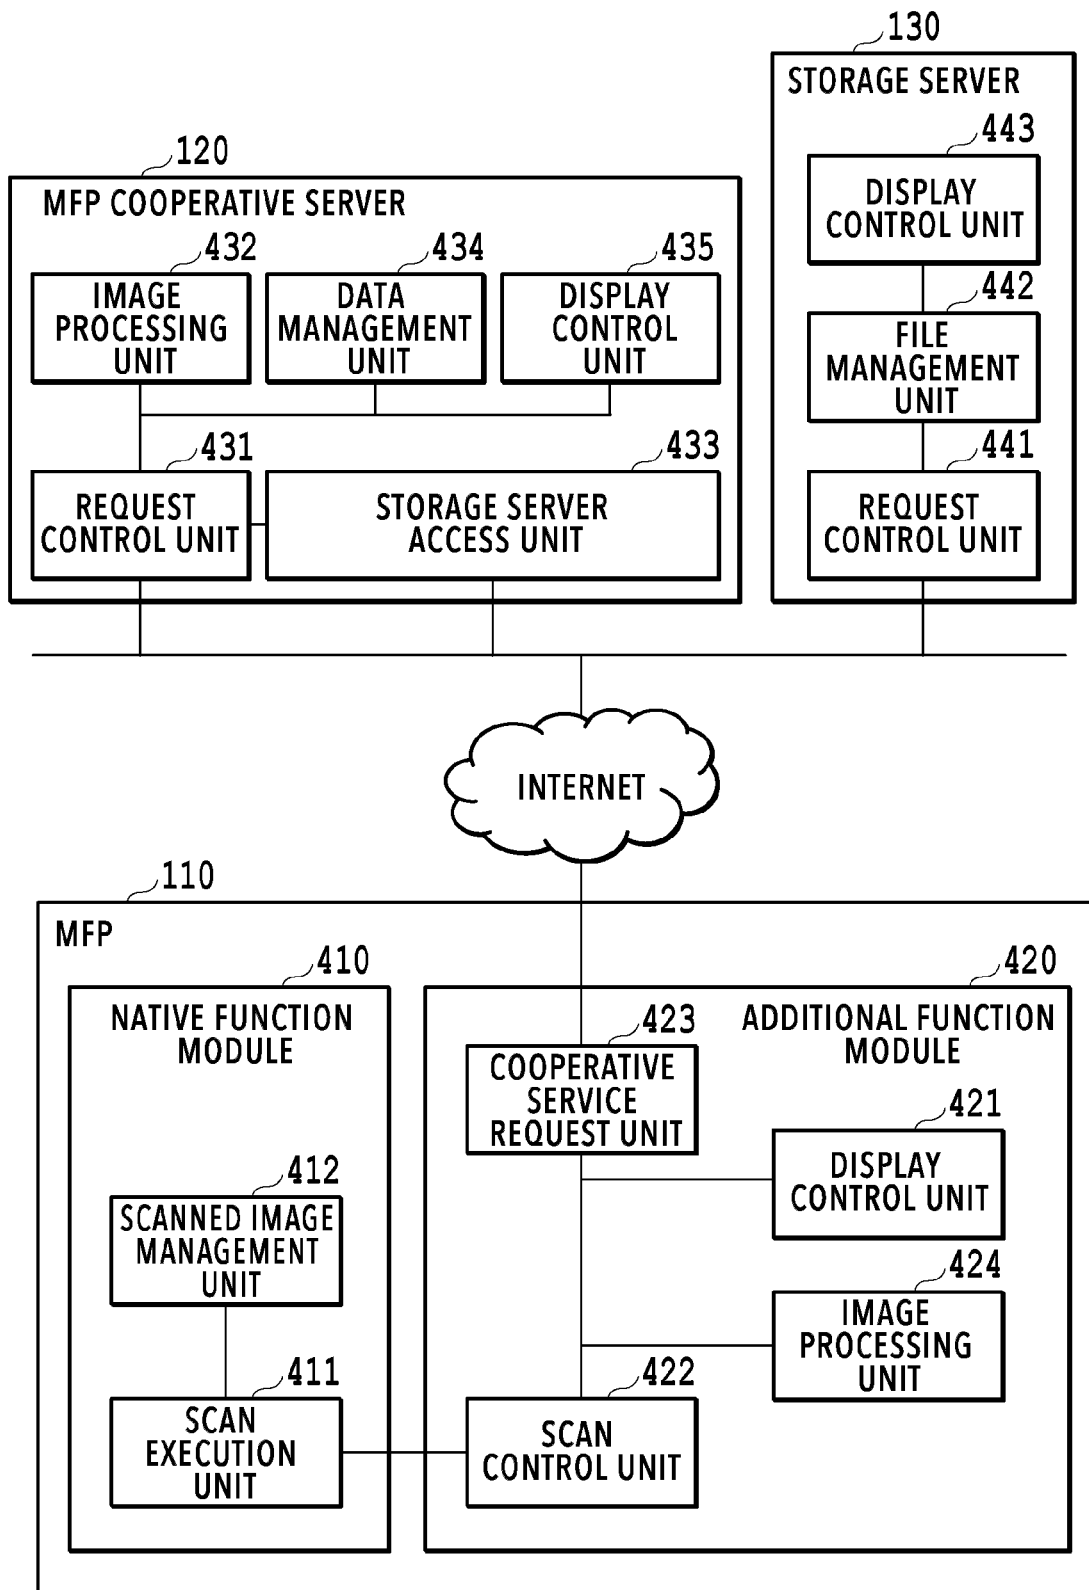 130
STORAGE SERVER
443
DISPLAY
CONTROL UNIT
442
FILE
MANAGEMENT
UNIT
441
REQUEST
CONTROL UNIT
120
MFP COOPERATIVE SERVER
432
IMAGE
PROCESSING
UNIT
434
DATA
MANAGEMENT
UNIT
435
DISPLAY
CONTROL
UNIT
431
REQUEST
CONTROL UNIT
433
STORAGE SERVER
ACCESS UNIT
INTERNET
110
MFP
410
NATIVE FUNCTION
MODULE
412
SCANNED IMAGE
MANAGEMENT
UNIT
411
SCAN
EXECUTION
UNIT
420
ADDITIONAL FUNCTION
MODULE
423
COOPERATIVE
SERVICE
REQUEST UNIT
421
DISPLAY
CONTROL UNIT
424
IMAGE
PROCESSING
UNIT
422
SCAN
CONTROL UNIT